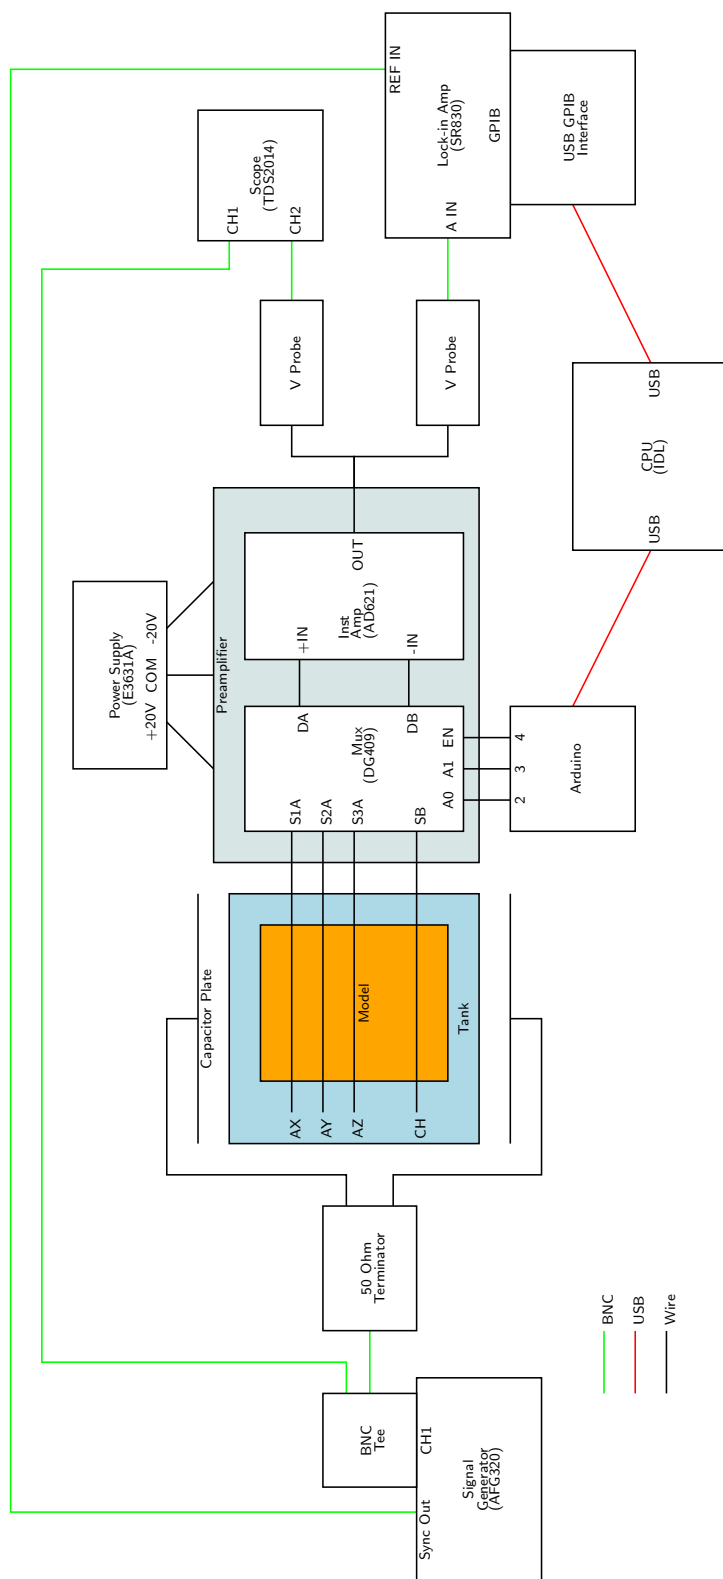 Sync Out
CH1
Signal
Generator
(AFG320)
BNC
Tee
50 Ohm
Terminator
Capacitor Plate
AX
AY
AZ
CH
Model
Tank
Power Supply
(E3631A)
+20V COM -20V
Preamplifier
S1A
S2A
S3A
SB
Mux
(DG409)
DA
DB
A0
A1
EN
+IN
-IN
Inst
Amp
(AD621)
OUT
2
3
4
Arduino
V Probe
V Probe
Scope
(TDS2014)
CH1
CH2
REF IN
A IN
Lock-in Amp
(SR830)
GPIB
USB GPIB
Interface
USB
CPU
(IDL)
USB
BNC
USB
Wire